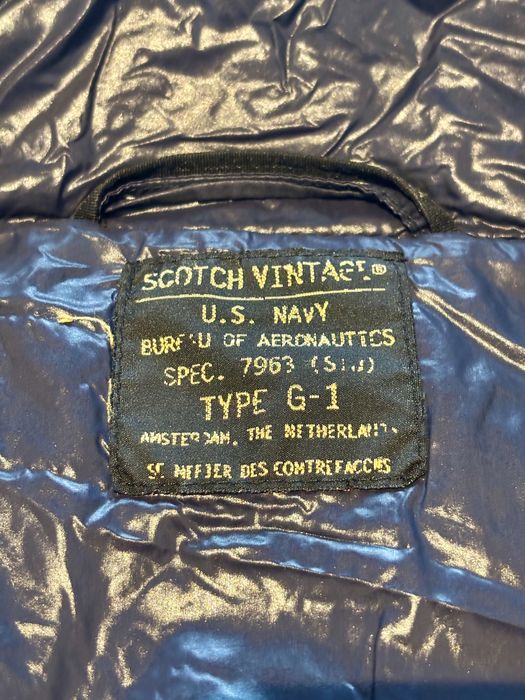 SCOTCH VINTAGE®
U.S. NAVY
BUREAU OF AERONAUTICS
SPEC. 7963
TYPE G-1
AMSTERDAM, THE NETHERLANDS
SE MEFIER DES CONTREFACONS